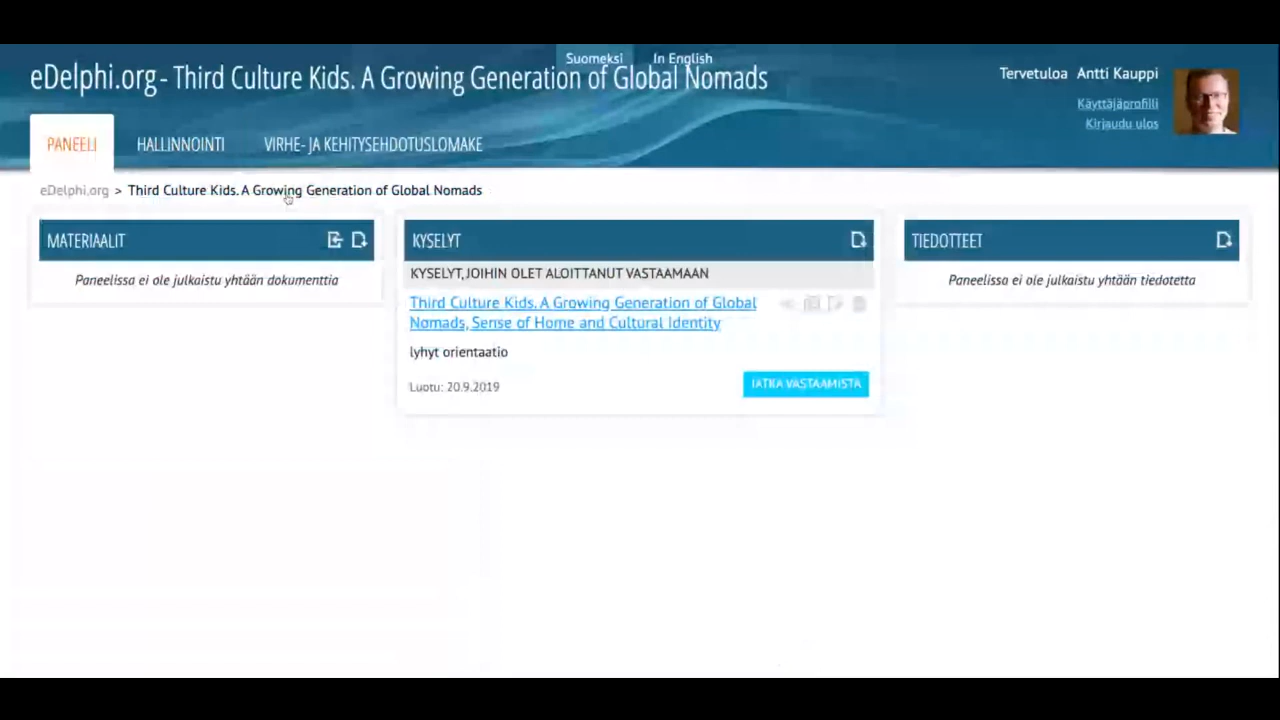 Suomeksi In English
eDelphi.org - Third Culture Kids. A Growing Generation of Global Nomads
Tervetuloa Antti Kauppi
Käyttäjäprofiili
Kirjaudu ulos
PANEELI HALLINNOINTI VIRHE- JA KEHITYSEHDOTUSLOMAKE
eDelphi.org > Third Culture Kids. A Growing Generation of Global Nomads
MATERIAALIT
Paneelissa ei ole julkaistu yhtään dokumenttia
KYSELYT
KYSELYT, JOIHIN OLET ALOITTANUT VASTAAMAAN
Third Culture Kids. A Growing Generation of Global
Nomads, Sense of Home and Cultural Identity
lyhyt orientaatio
Luotu: 20.9.2019
JATKA VASTAAMISTA
TIEDOTTEET
Paneelissa ei ole julkaistu yhtään tiedotetta